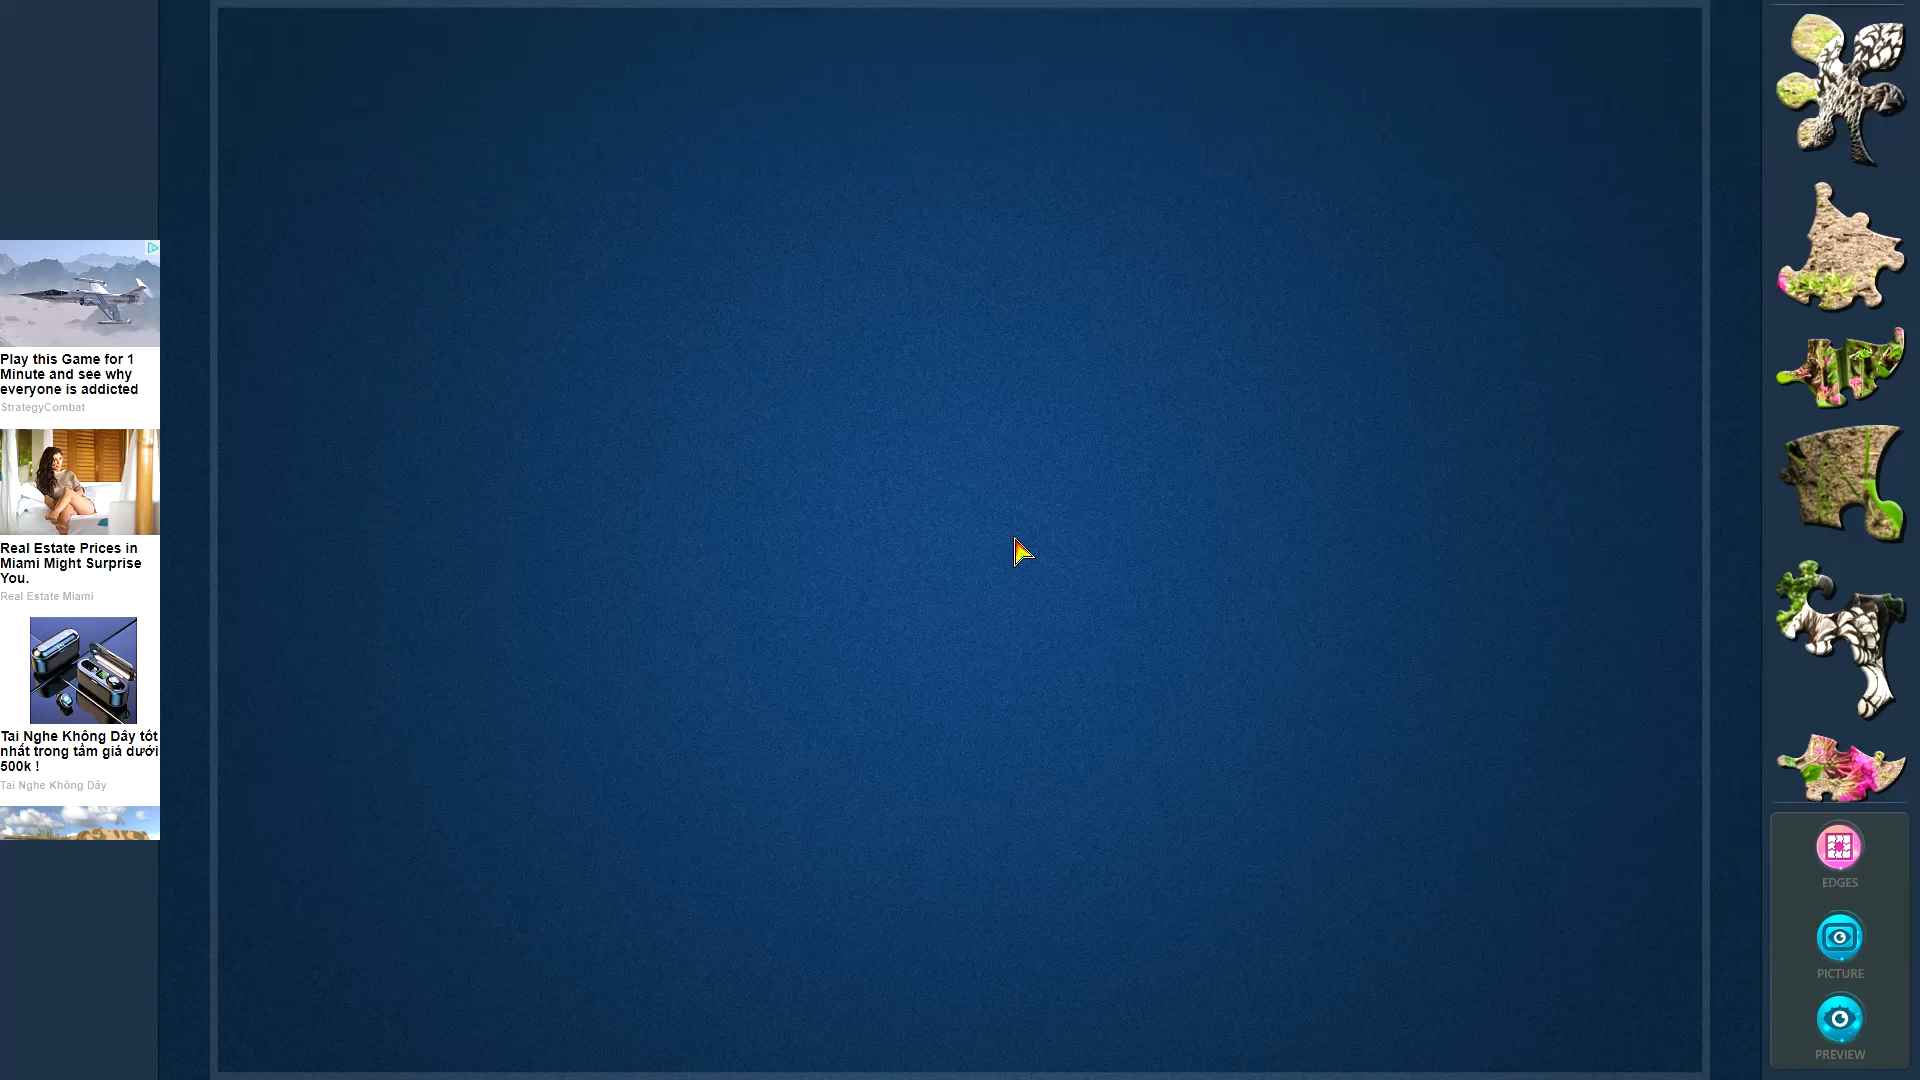 Play this Game for 1
Minute and see why
everyone is addicted
StrategyCombat
Real Estate Prices in
Miami Might Surprise
You.
Real Estate Miami
Tai Nghe Không Dây tốt
nhất trong tầm giá dưới
500k !
Tai Nghe Không Dây
EDGES
PICTURE
PREVIEW